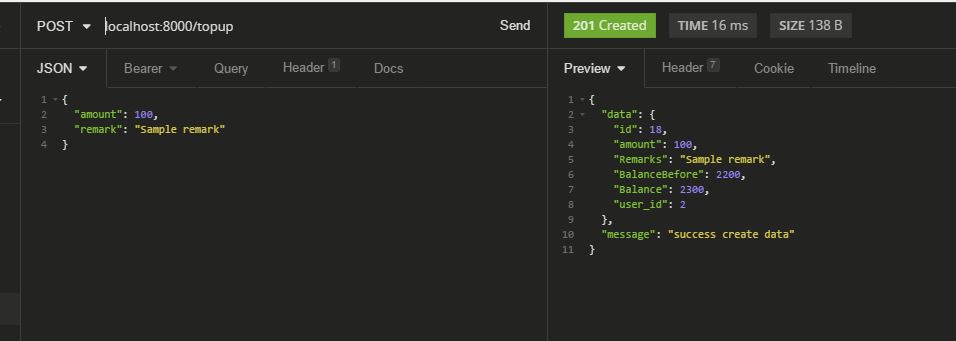 POST localhost:8000/topup Send
201 Created TIME 16 ms SIZE 138 B
JSON Bearer Query Header 1 Docs
Preview Header 7 Cookie Timeline
1 {
2 "amount": 100,
3 "remark": "Sample remark"
4 }
1 {
2 "data": {
3 "id": 18,
4 "amount": 100,
5 "Remarks": "Sample remark",
6 "BalanceBefore": 2200,
7 "Balance": 2300,
8 "user_id": 2
9 },
10 "message": "success create data"
11 }